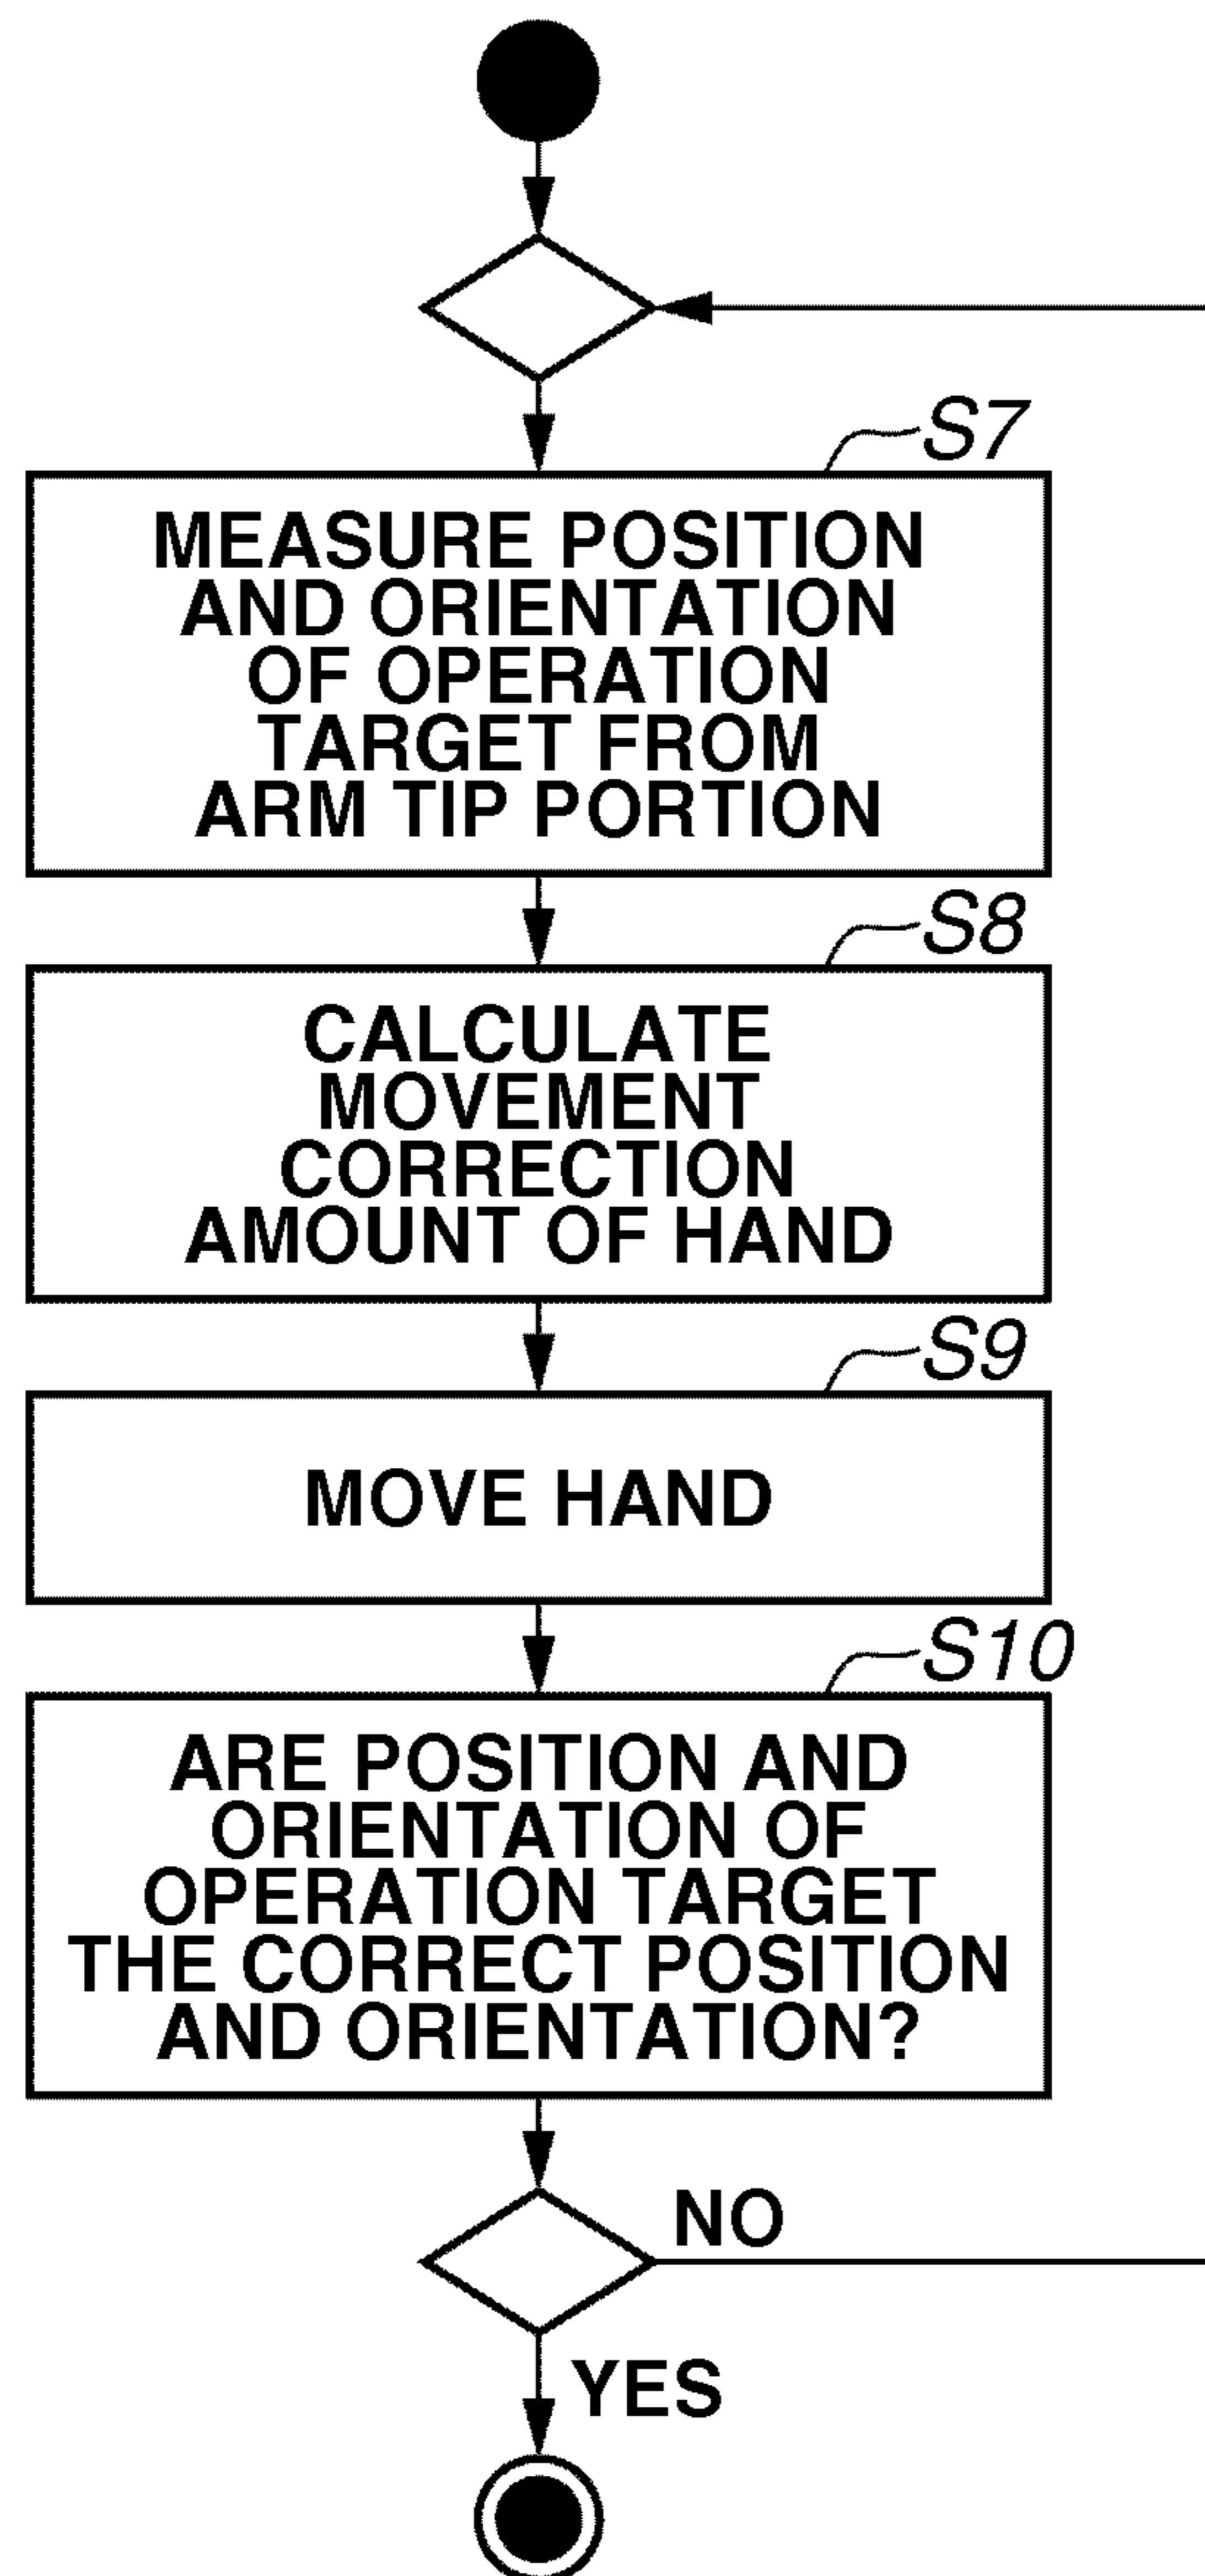 S7
MEASURE POSITION
AND ORIENTATION
OF OPERATION
TARGET FROM
ARM TIP PORTION
S8
CALCULATE
MOVEMENT
CORRECTION
AMOUNT OF HAND
S9
MOVE HAND
S10
ARE POSITION AND
ORIENTATION OF
OPERATION TARGET
THE CORRECT POSITION
AND ORIENTATION?
NO
YES